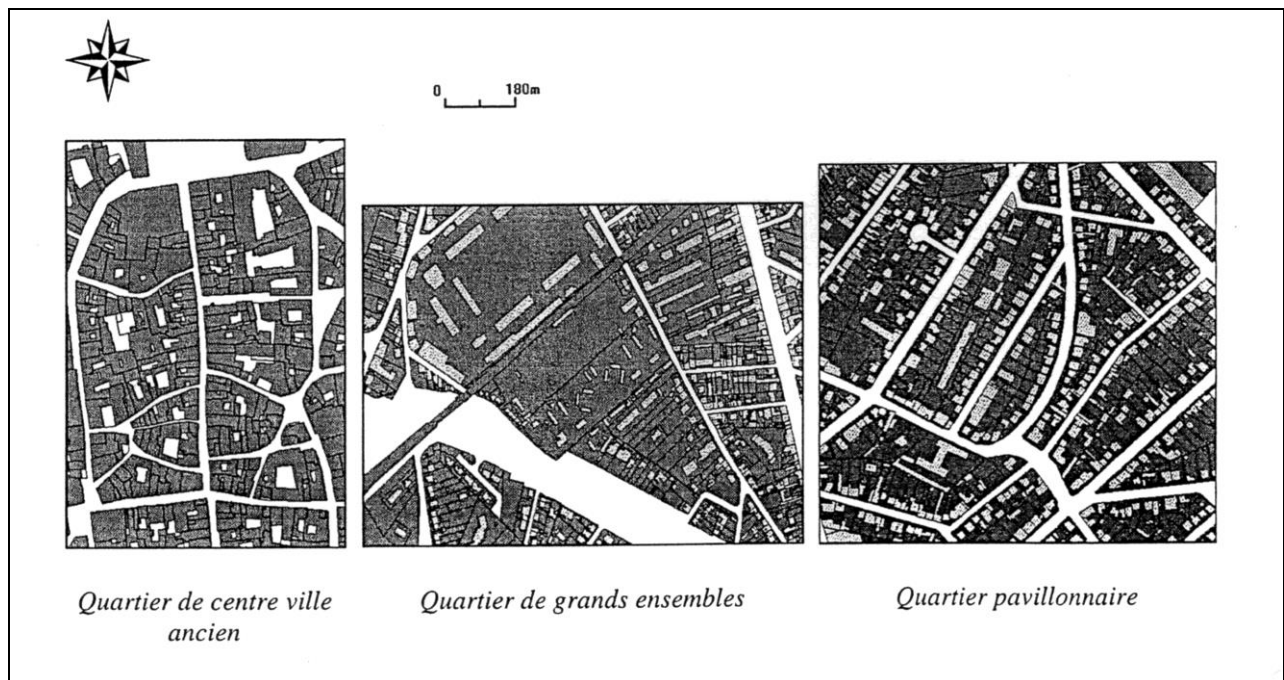 0 180m
Quartier de centre ville
ancien
Quartier de grands ensembles
Quartier pavillonnaire